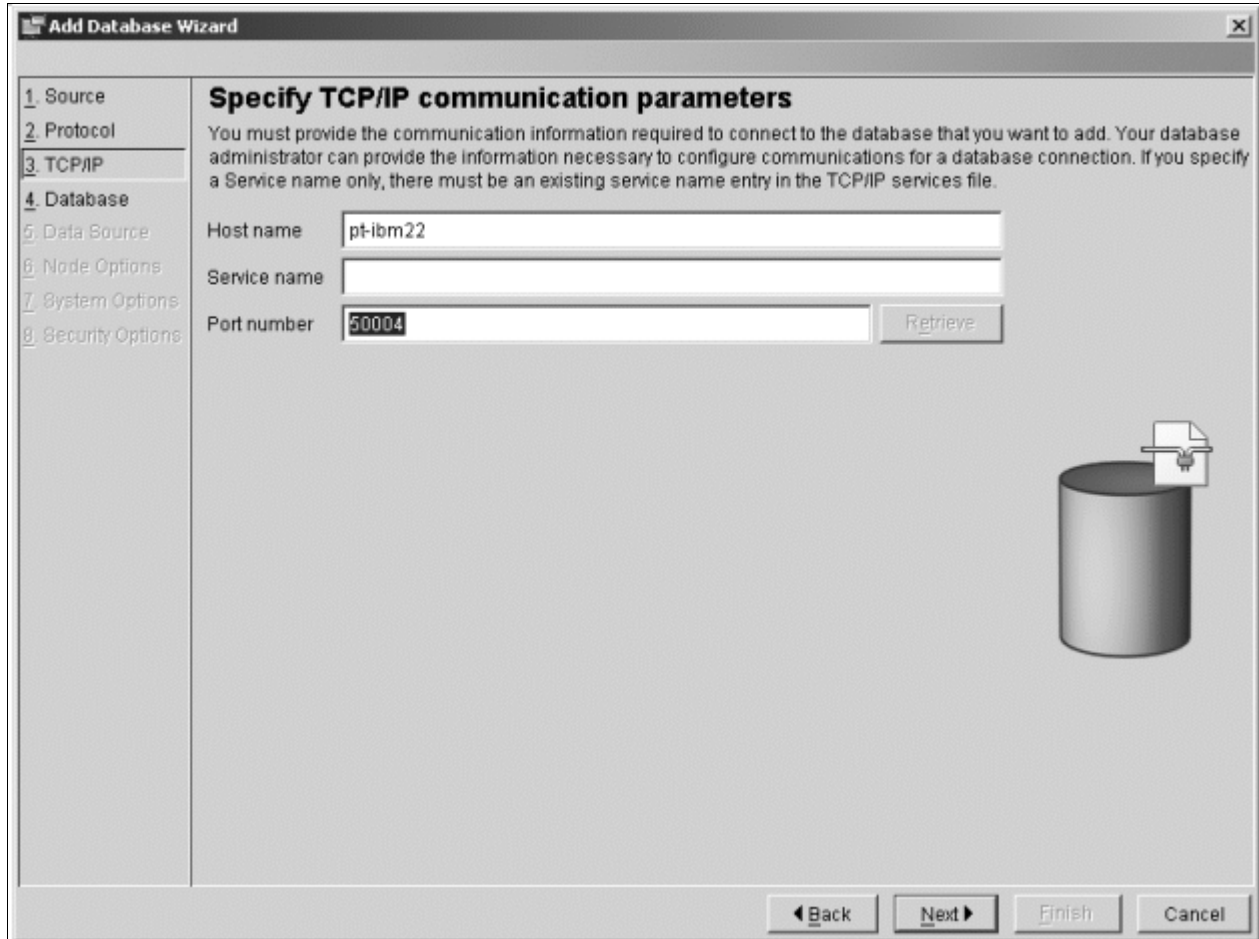 Add Database Wizard
1. Source
2. Protocol
3. TCP/IP
4. Database
5. Data Source
6. Node Options
7. System Options
8. Security Options
Specify TCP/IP communication parameters
You must provide the communication information required to connect to the database that you want to add. Your database
administrator can provide the information necessary to configure communications for a database connection. If you specify
a Service name only, there must be an existing service name entry in the TCP/IP services file.
Host name pt-ibm22
Service name
Port number 50004 Retrieve
Back Next Finish Cancel